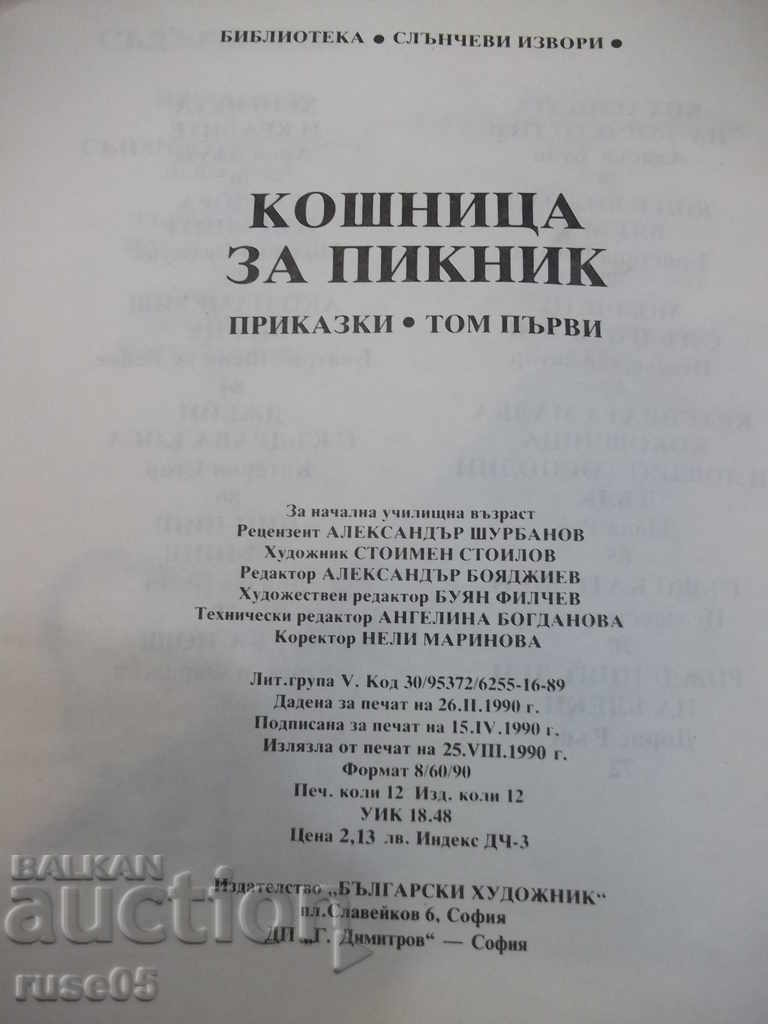 БИБЛИОТЕКА • СЛЪНЧЕВИ ИЗВОРИ •
КОШНИЦА
ЗА ПИКНИК
ПРИКАЗКИ • ТОМ ПЪРВИ
За начална училищна възраст
Рецензент АЛЕКСАНДЪР ШУРБАНОВ
Художник СТОИМЕН СТОИЛОВ
Редактор АЛЕКСАНДЪР БОЯДЖИЕВ
Художествен редактор БУЯН ФИЛЧЕВ
Технически редактор АНГЕЛИНА БОГДАНОВА
Коректор НЕЛИ МАРИНОВА
Лит.група V. Код 30/95372/6255-16-89
Дадена за печат на 26.II.1990 г.
Подписана за печат на 15.IV.1990 г.
Излязла от печат на 25.VIII.1990 г.
Формат 8/60/90
Печ. коли 12 Изд. коли 12
УИК 18.48
Цена 2,13 лв. Индекс ДЧ-3
Издателство „БЪЛГАРСКИ ХУДОЖНИК“
пл.Славейков 6, София
ДП „Г. Димитров“ — София
BALKAN
auction
ruse05